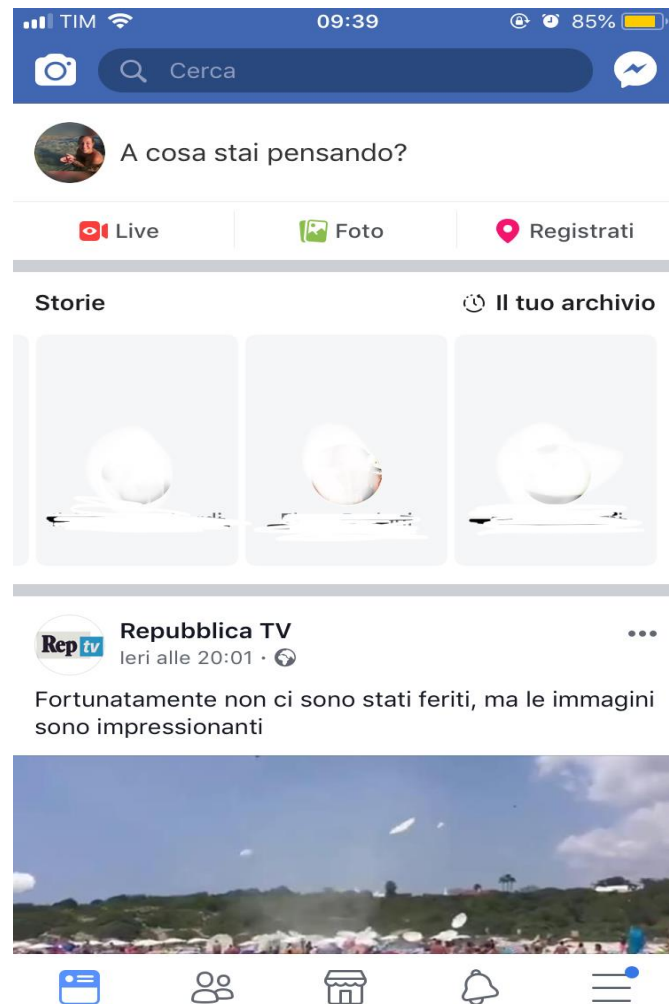 TIM 09:39 85%
Cerca
A cosa stai pensando?
Live Foto Registrati
Storie Il tuo archivio
Rep tv Repubblica TV
Ieri alle 20:01 ·
Fortunatamente non ci sono stati feriti, ma le immagini
sono impressionanti